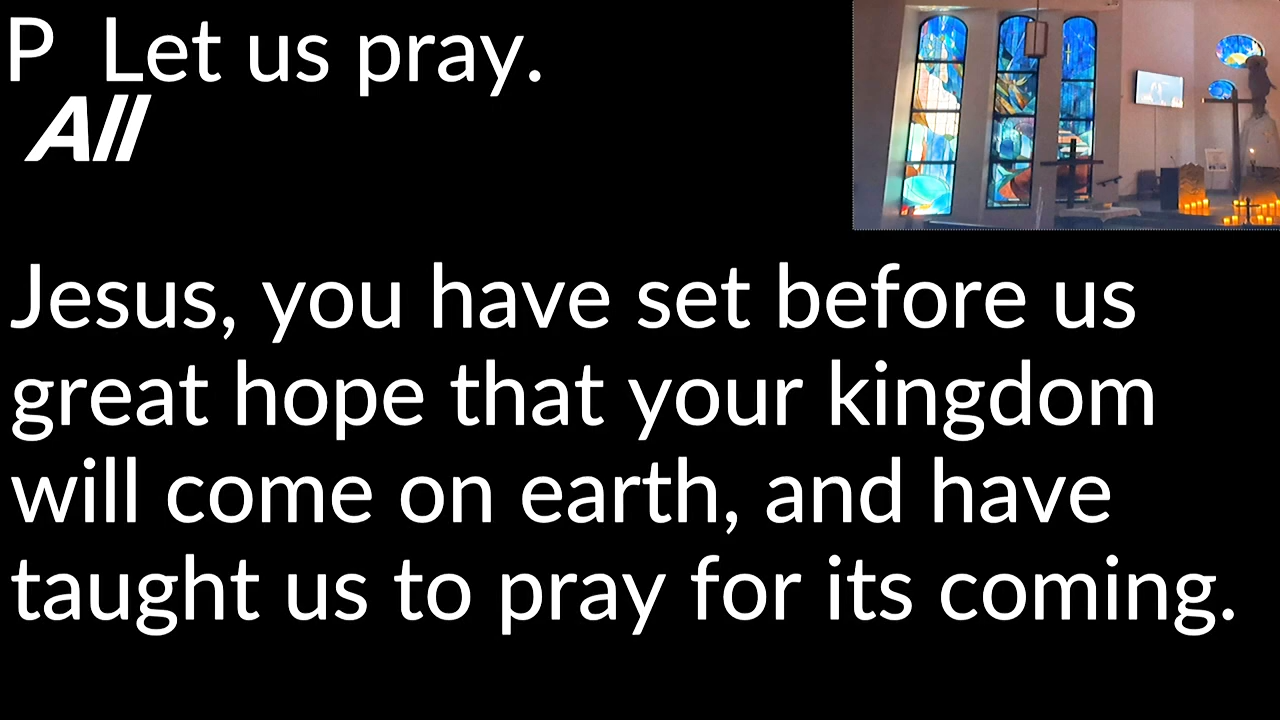 P Let us pray.
All
Jesus, you have set before us
great hope that your kingdom
will come on earth, and have
taught us to pray for its coming.